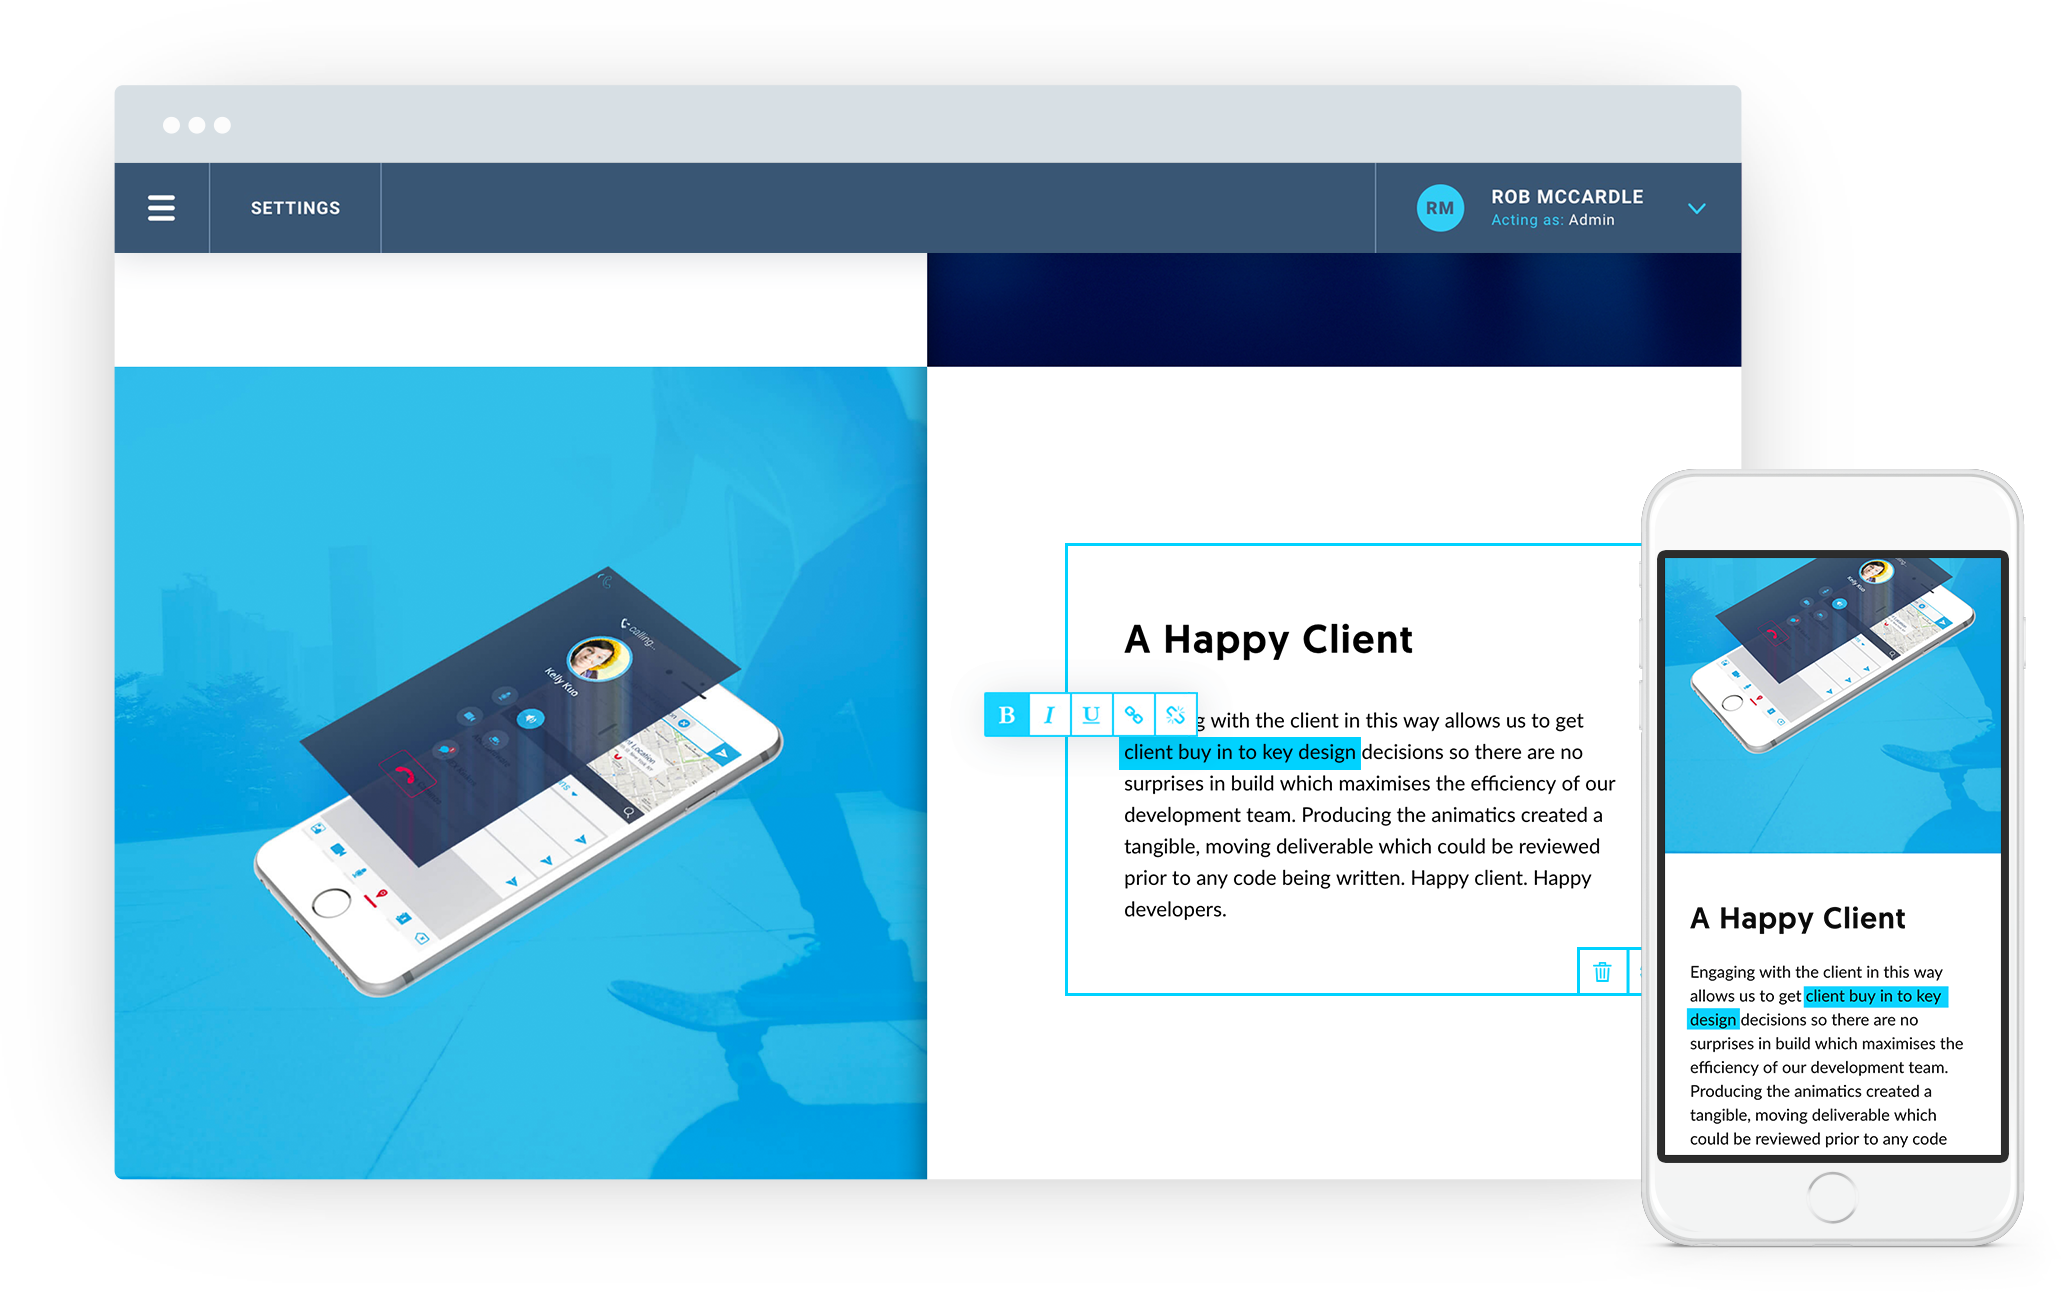 SETTINGS
RM
ROB MCCARDLE
Acting as: Admin
calling...
Kelly Kuo
Location
A Happy Client
B I U
g with the client in this way allows us to get
client buy in to key design decisions so there are no
surprises in build which maximises the efficiency of our
development team. Producing the animatics created a
tangible, moving deliverable which could be reviewed
prior to any code being written. Happy client. Happy
developers.
Kelly Kuo
A Happy Client
Engaging with the client in this way
allows us to get client buy in to key
design decisions so there are no
surprises in build which maximises the
efficiency of our development team.
Producing the animatics created a
tangible, moving deliverable which
could be reviewed prior to any code